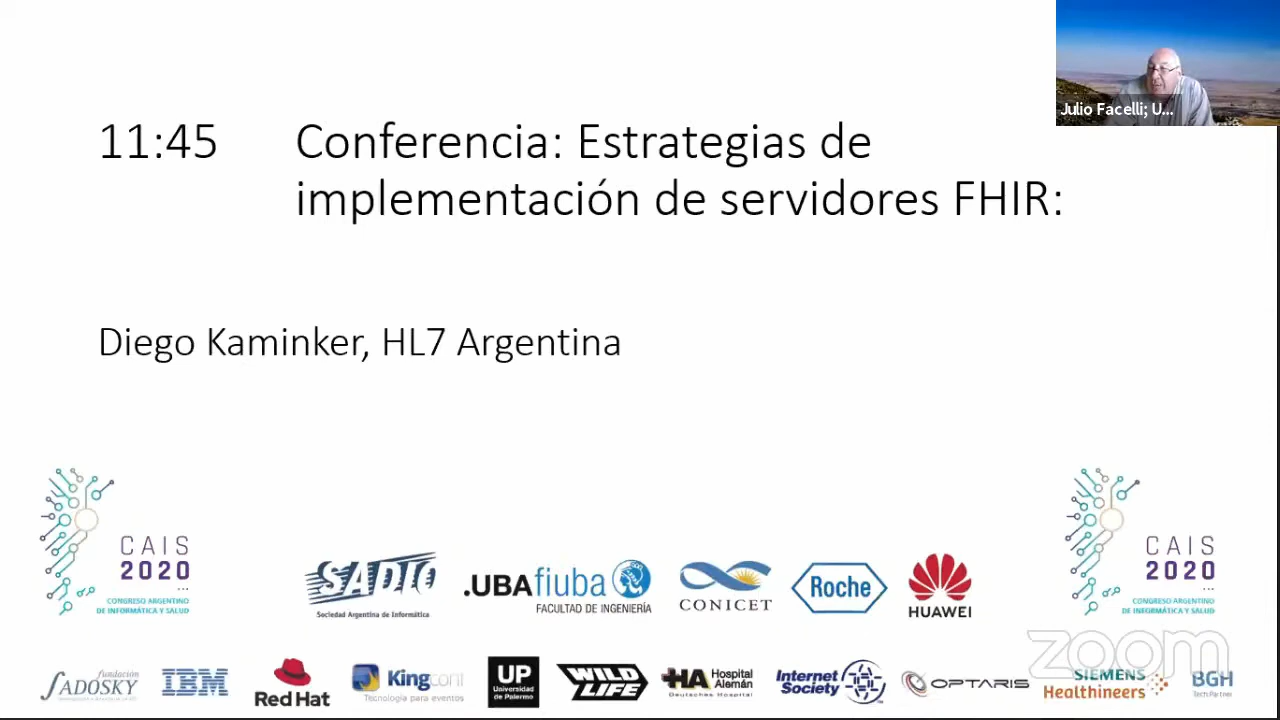 Julio Facelli; U...
11:45
Conferencia: Estrategias de
implementación de servidores FHIR:
Diego Kaminker, HL7 Argentina
CAIS
2020
CONGRESO ARGENTINO
DE INFORMÁTICA Y SALUD
SADIO
Sociedad Argentina de Informática
.UBAfiuba
FACULTAD DE INGENIERÍA
CONICET
Roche
HUAWEI
CAIS
2020
CONGRESO ARGENTINO
DE INFORMÁTICA Y SALUD
zoom
fundación
SADOSKY
IBM
Red Hat
Kingconf
Tecnología para eventos
UP
Universidad
de Palermo
WILD
LIFE
HA Hospital
Alemán
Deutsches Hospital
Internet
Society
OPTARIS
SIEMENS
Healthineers
BGH
Tech Partner